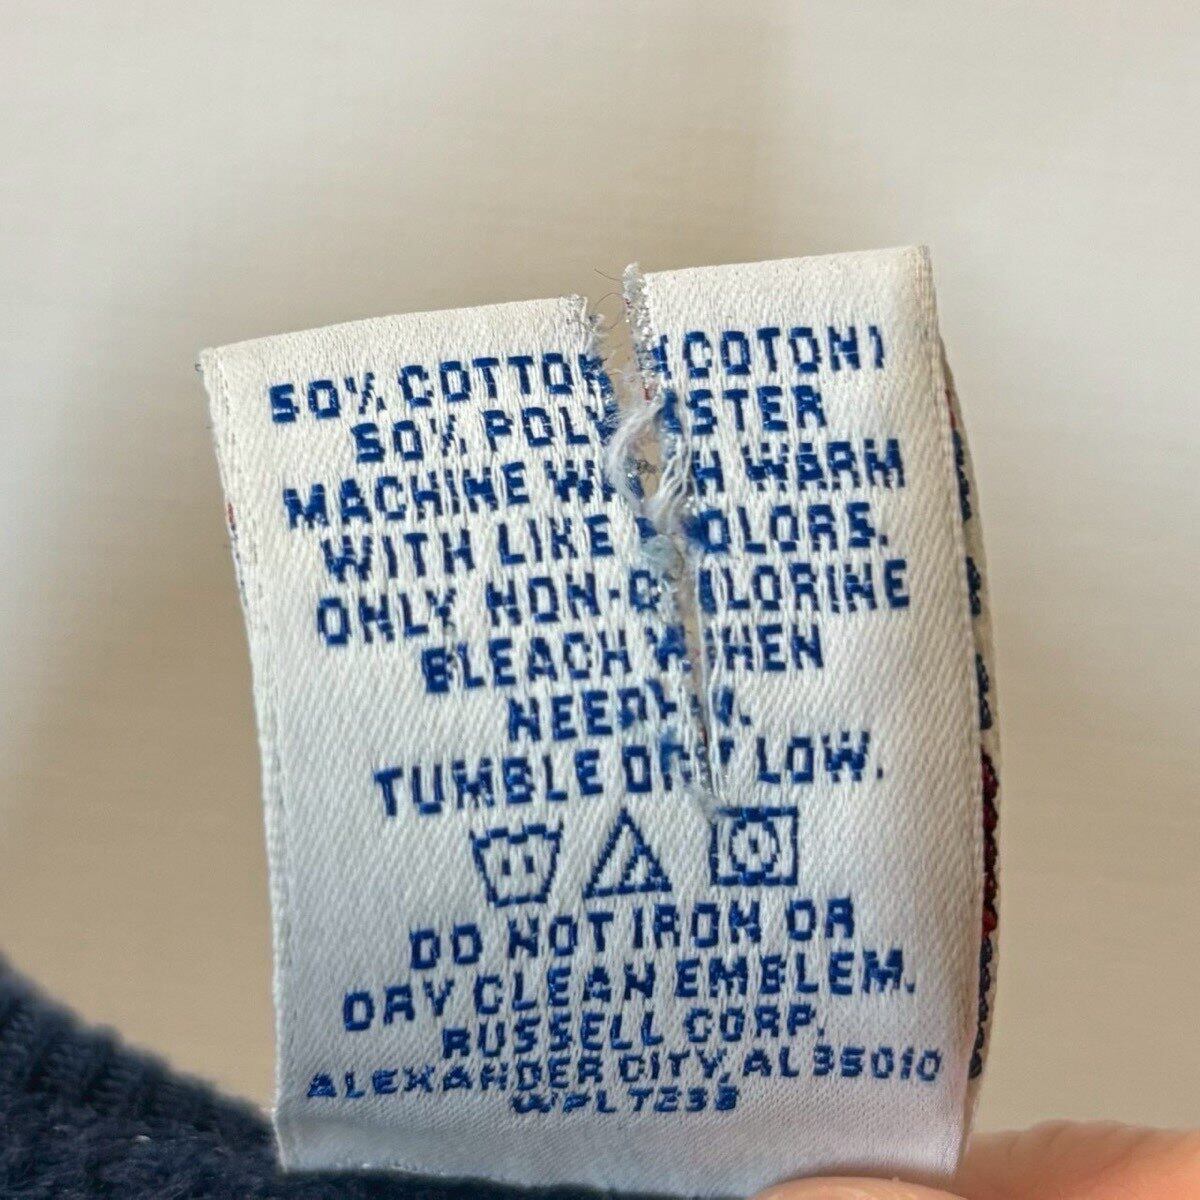 50% COTTON (COTON)
50% POLYESTER
MACHINE WASH WARM
WITH LIKE COLORS.
ONLY NON-CHLORINE
BLEACH WHEN
NEEDED.
TUMBLE DRY LOW.
DO NOT IRON OR
DRY CLEAN EMBLEM.
RUSSELL CORP.
ALEXANDER CITY, AL 35010
WPL 7238